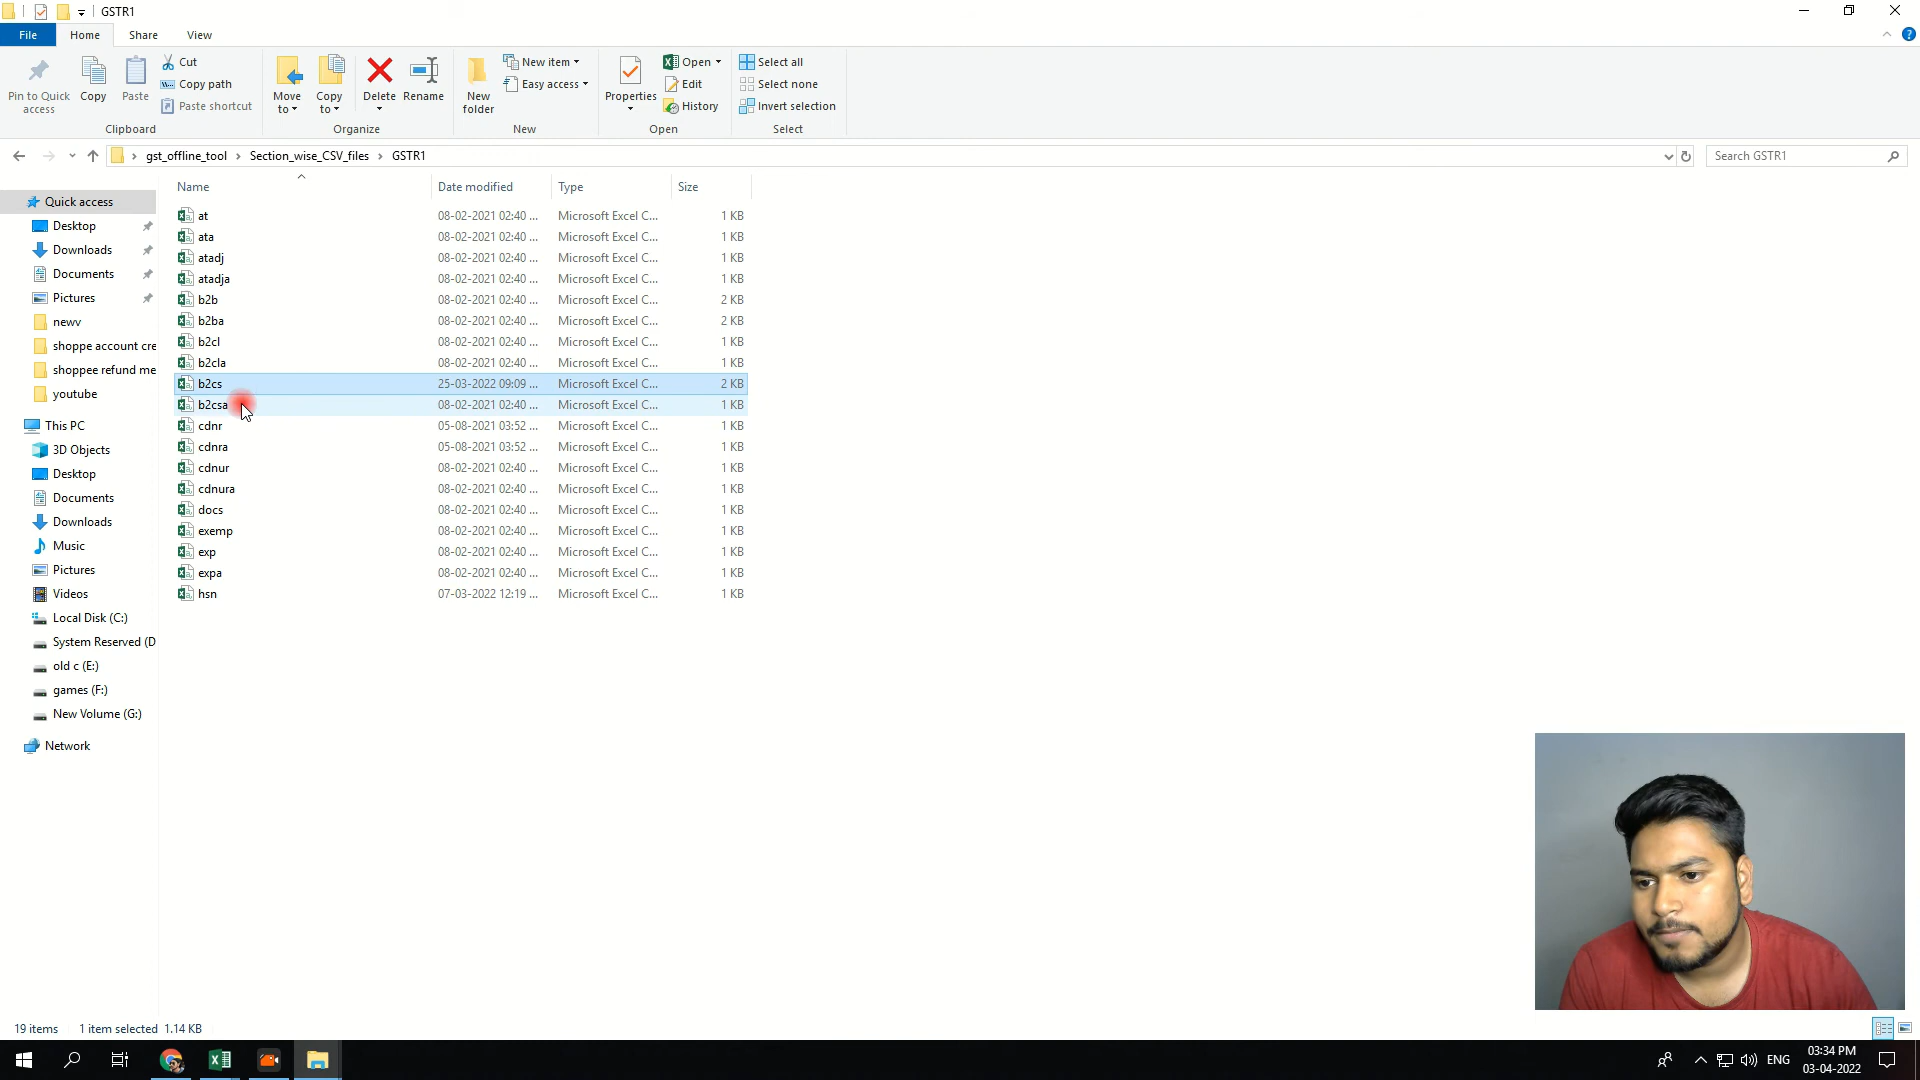 GSTR1
File Home Share View
Pin to Quick access
Copy
Paste
Cut
Copy path
Paste shortcut
Move to
Copy to
Delete
Rename
New folder
New item
Easy access
Properties
Open
Edit
History
Select all
Select none
Invert selection
Clipboard Organize New Open Select
gst_offline_tool > Section_wise_CSV_files > GSTR1
Search GSTR1
Name Date modified Type Size
at 08-02-2021 02:40 ... Microsoft Excel C... 1 KB
ata 08-02-2021 02:40 ... Microsoft Excel C... 1 KB
atadj 08-02-2021 02:40 ... Microsoft Excel C... 1 KB
atadja 08-02-2021 02:40 ... Microsoft Excel C... 1 KB
b2b 08-02-2021 02:40 ... Microsoft Excel C... 2 KB
b2ba 08-02-2021 02:40 ... Microsoft Excel C... 2 KB
b2cl 08-02-2021 02:40 ... Microsoft Excel C... 1 KB
b2cla 08-02-2021 02:40 ... Microsoft Excel C... 1 KB
b2cs 25-03-2022 09:09 ... Microsoft Excel C... 2 KB
b2csa 08-02-2021 02:40 ... Microsoft Excel C... 1 KB
cdnr 05-08-2021 03:52 ... Microsoft Excel C... 1 KB
cdnra 05-08-2021 03:52 ... Microsoft Excel C... 1 KB
cdnur 08-02-2021 02:40 ... Microsoft Excel C... 1 KB
cdnura 08-02-2021 02:40 ... Microsoft Excel C... 1 KB
docs 08-02-2021 02:40 ... Microsoft Excel C... 1 KB
exemp 08-02-2021 02:40 ... Microsoft Excel C... 1 KB
exp 08-02-2021 02:40 ... Microsoft Excel C... 1 KB
expa 08-02-2021 02:40 ... Microsoft Excel C... 1 KB
hsn 07-03-2022 12:19 ... Microsoft Excel C... 1 KB
Quick access
Desktop
Downloads
Documents
Pictures
newv
shoppe account cre
shoppee refund me
youtube
This PC
3D Objects
Desktop
Documents
Downloads
Music
Pictures
Videos
Local Disk (C:)
System Reserved (D
old c (E:)
games (F:)
New Volume (G:)
Network
19 items 1 item selected 1.14 KB
ENG
03:34 PM
03-04-2022